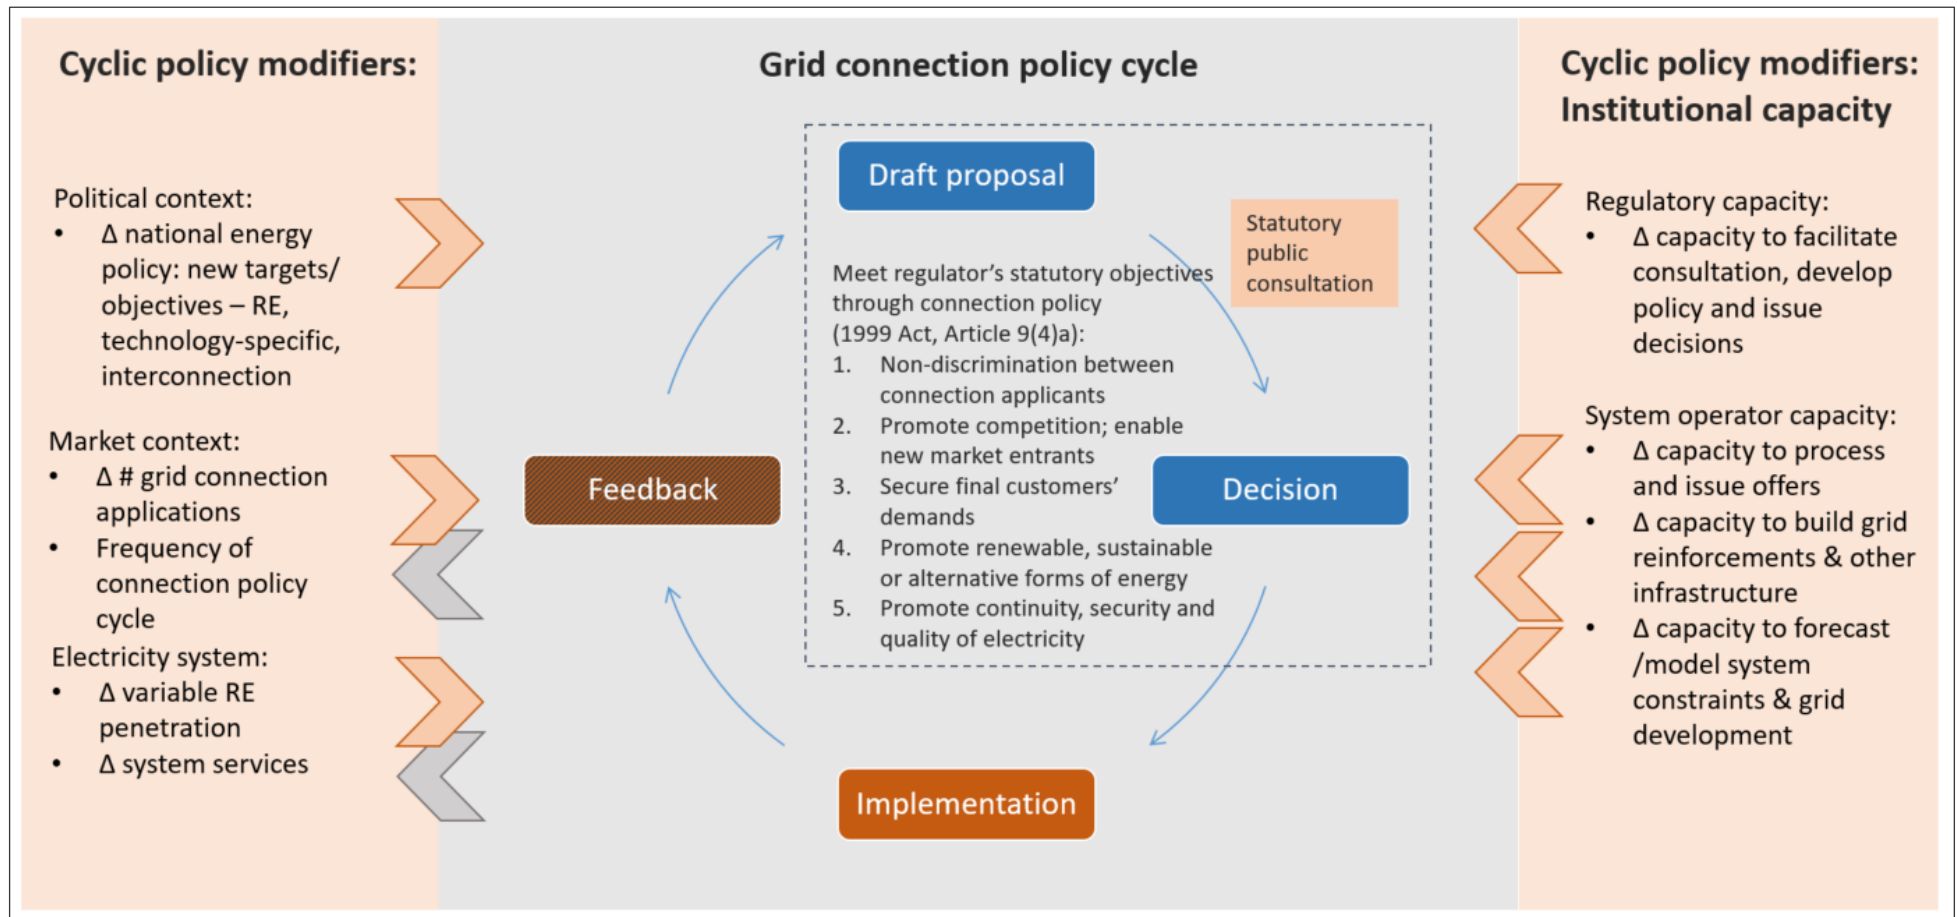 Cyclic policy modifiers:
Political context:
• Δ national energy
policy: new targets/
objectives – RE,
technology-specific,
interconnection
Market context:
• Δ # grid connection
applications
• Frequency of
connection policy
cycle
Electricity system:
• Δ variable RE
penetration
• Δ system services
Grid connection policy cycle
Draft proposal
Statutory
public
consultation
Meet regulator’s statutory objectives
through connection policy
(1999 Act, Article 9(4)a):
1. Non-discrimination between
connection applicants
2. Promote competition; enable
new market entrants
3. Secure final customers’
demands
4. Promote renewable, sustainable
or alternative forms of energy
5. Promote continuity, security and
quality of electricity
Feedback
Decision
Implementation
Cyclic policy modifiers:
Institutional capacity
Regulatory capacity:
• Δ capacity to facilitate
consultation, develop
policy and issue
decisions
System operator capacity:
• Δ capacity to process
and issue offers
• Δ capacity to build grid
reinforcements & other
infrastructure
• Δ capacity to forecast
/model system
constraints & grid
development